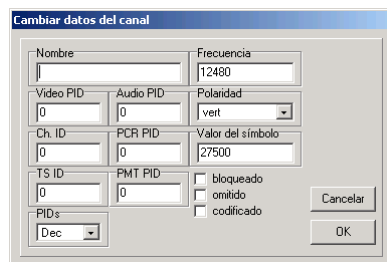 Cambiar datos del canal
Nombre
Frecuencia
12480
Video PID
Audio PID
Polaridad
0
0
vert
Ch. ID
PCR PID
Valor del símbolo
0
0
27500
TS ID
PMT PID
bloqueado
0
0
omitido
Cancelar
codificado
PIDs
Dec
OK